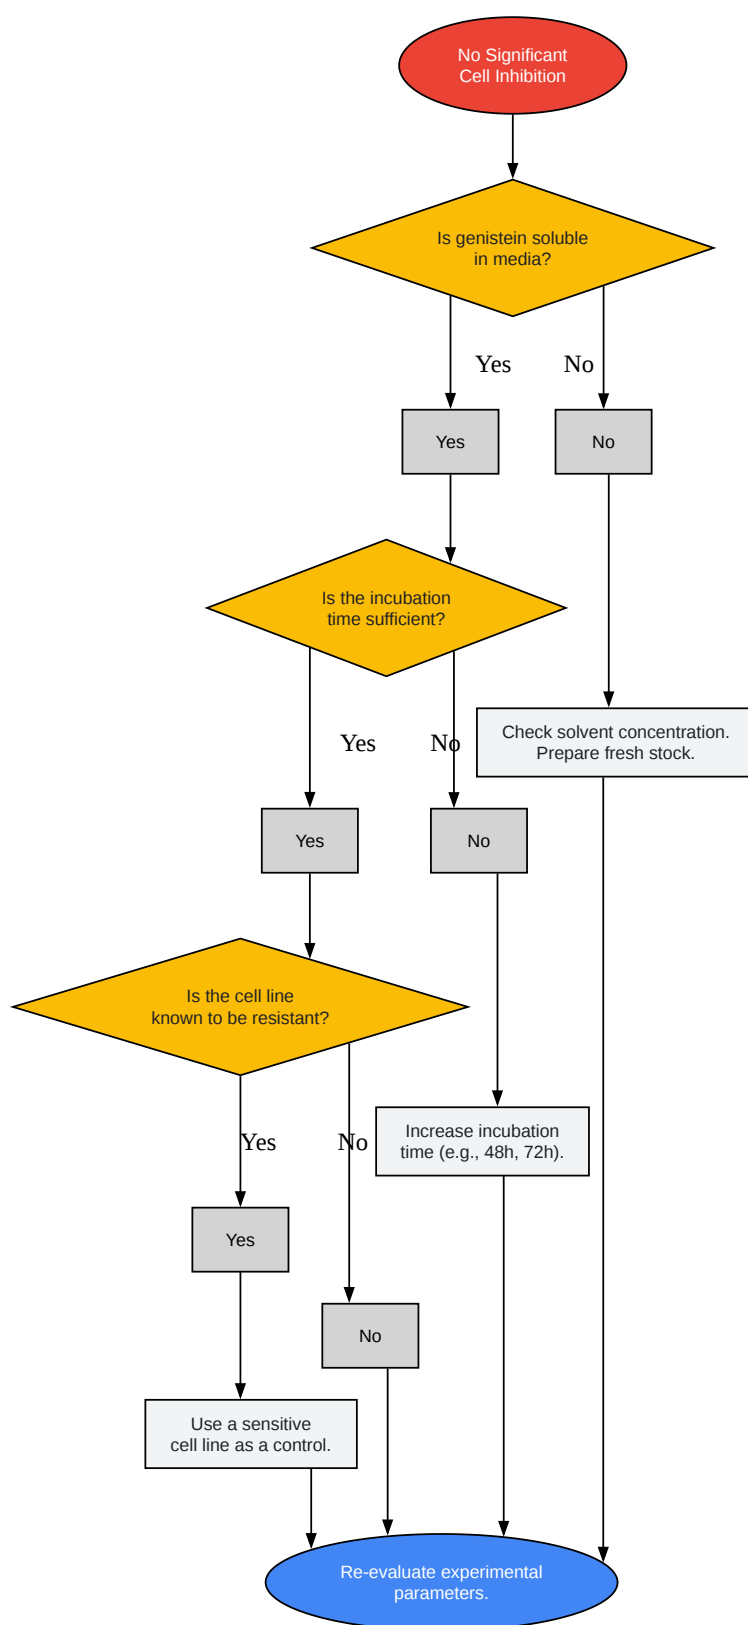 No Significant
Cell Inhibition
Is genistein soluble
in media?
Yes
No
Yes
No
Is the incubation
time sufficient?
Check solvent concentration.
Prepare fresh stock.
Yes
No
Yes
No
Is the cell line
known to be resistant?
Increase incubation
time (e.g., 48h, 72h).
Yes
No
Yes
No
Use a sensitive
cell line as a control.
Re-evaluate experimental
parameters.